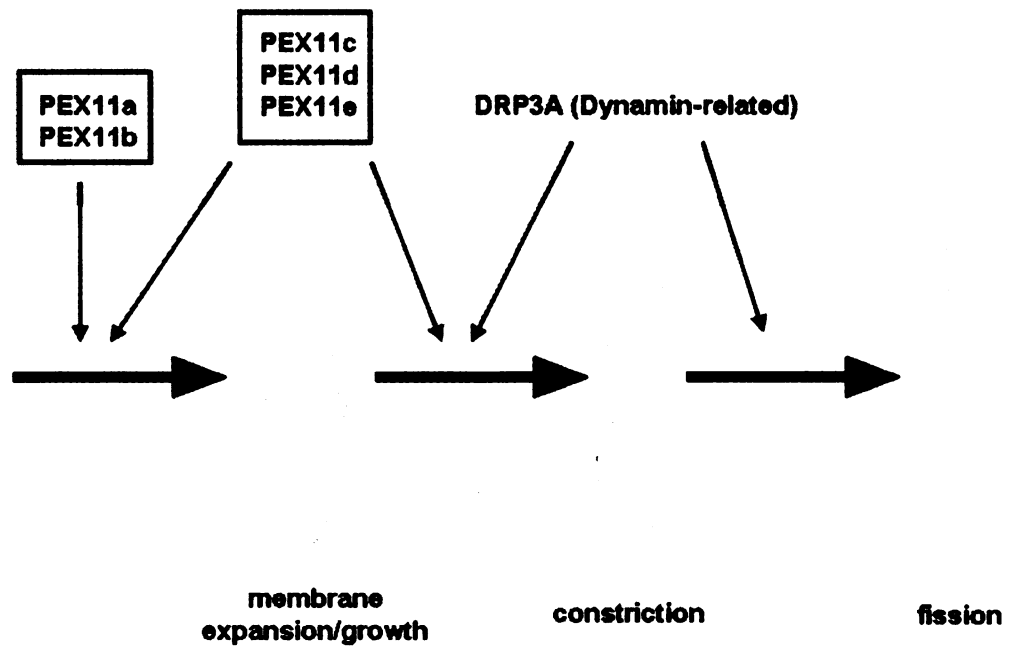 PEX11c
PEX11d
PEX11e
PEX11a
PEX11b
DRP3A (Dynamin-related)
membrane
expansion/growth
constriction
fission